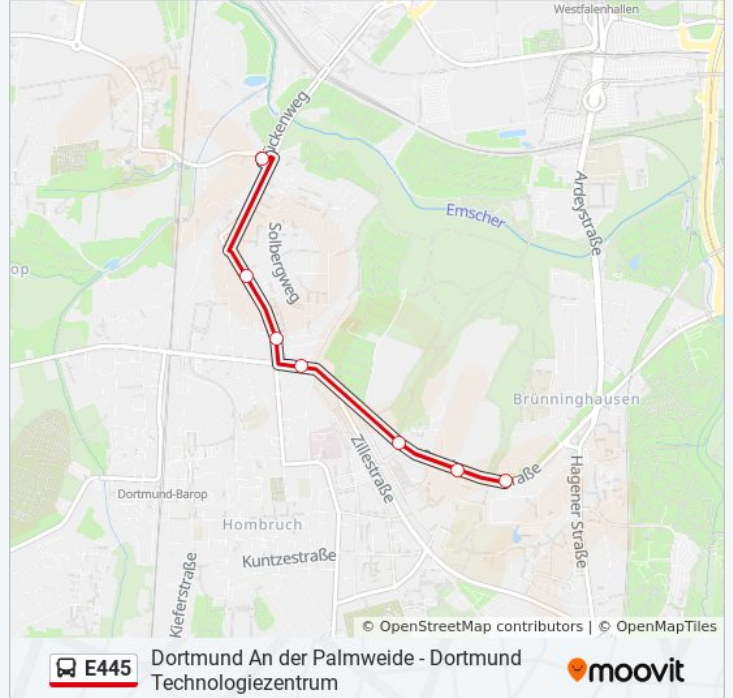 Westfalenhallen
ückenweg
Ardeystraße
Emscher
Solbergweg
op
Brünninghausen
raße
Zillestraße
Hagener Straße
Dortmund-Barop
Hombruch
Kuntzestraße
Kieferstraße
© OpenStreetMap contributors | © OpenMapTiles
E445
Dortmund An der Palmweide - Dortmund
Technologiezentrum
moovit